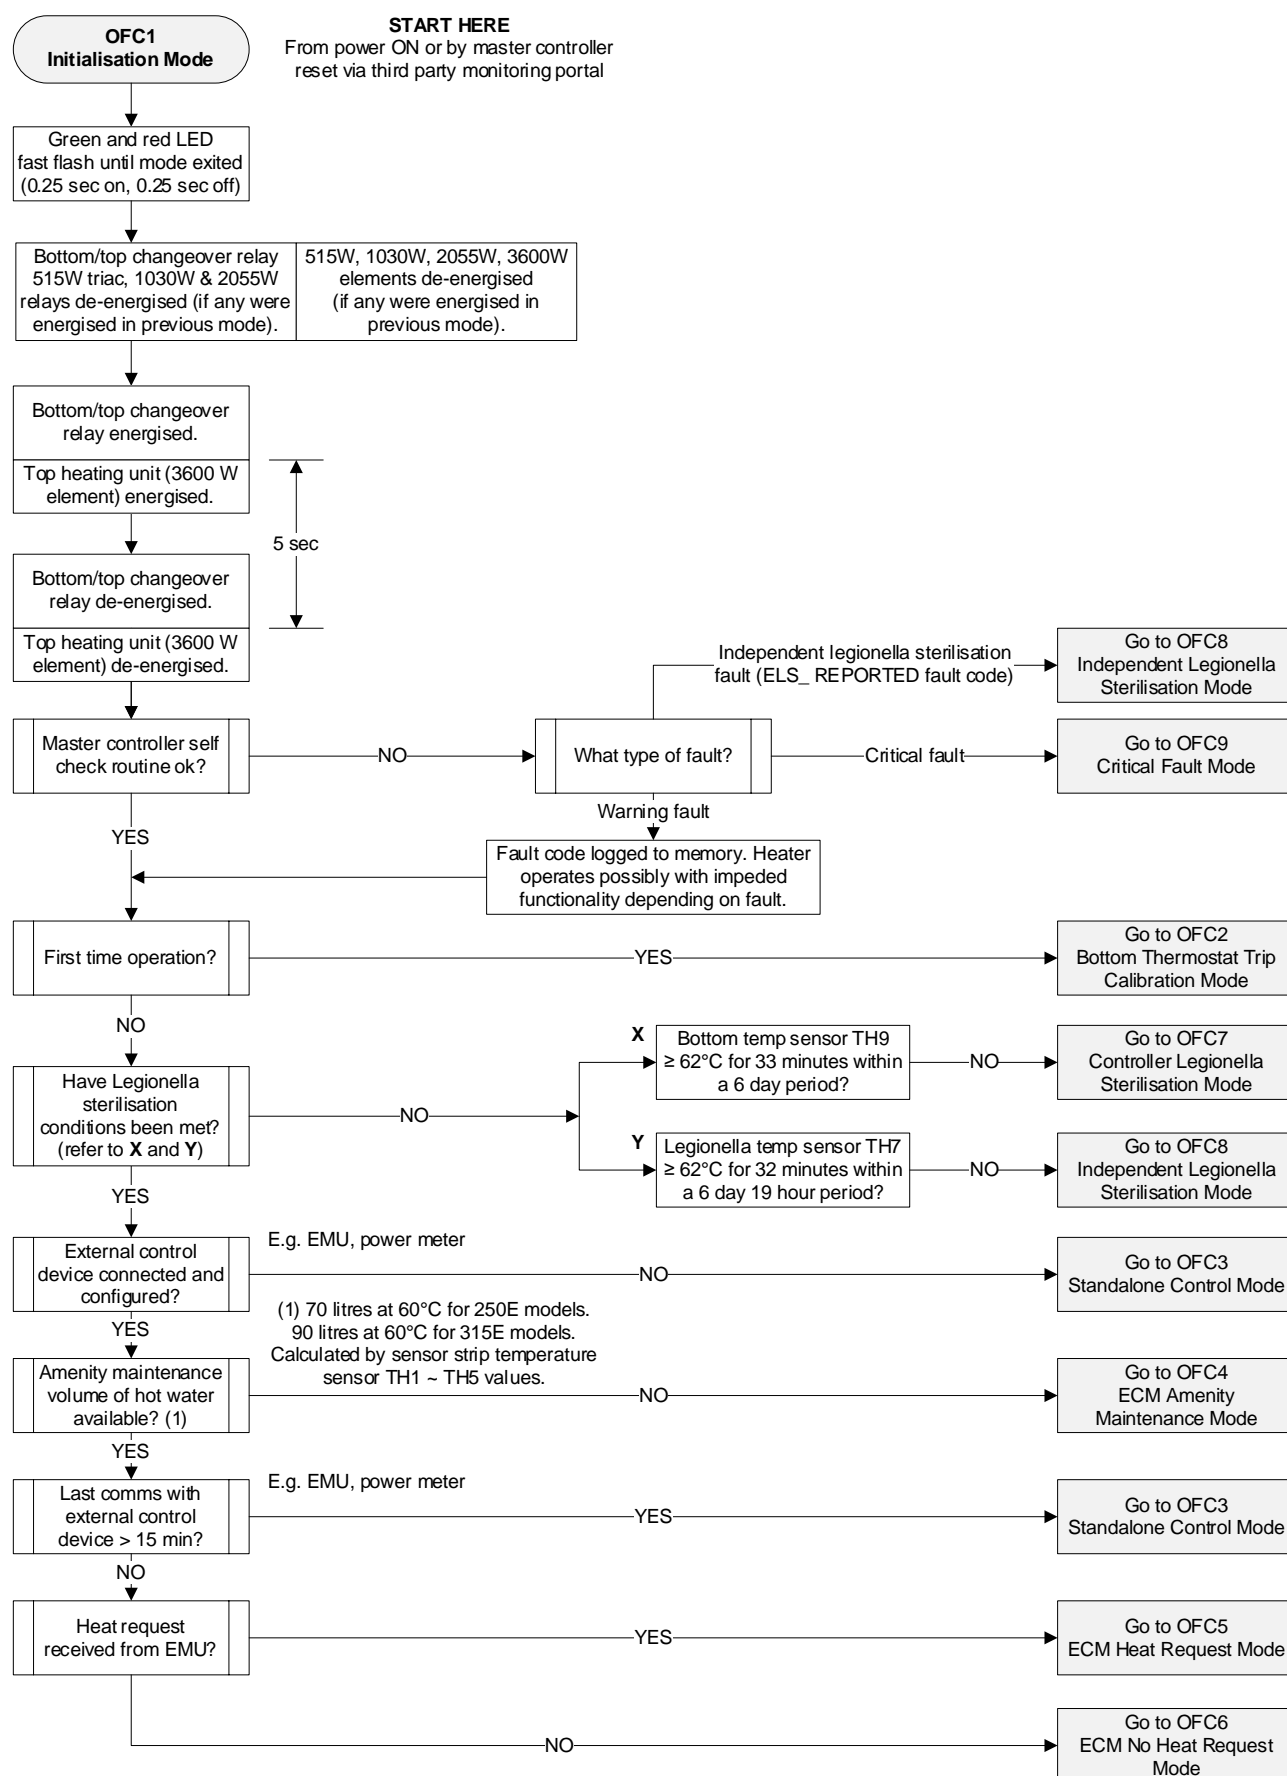 OFC1
Initialisation Mode
START HERE
From power ON or by master controller
reset via third party monitoring portal
Green and red LED
fast flash until mode exited
(0.25 sec on, 0.25 sec off)
Bottom/top changeover relay
515W triac, 1030W & 2055W
relays de-energised (if any were
energised in previous mode).
515W, 1030W, 2055W, 3600W
elements de-energised
(if any were energised in
previous mode).
Bottom/top changeover
relay energised.
Top heating unit (3600 W
element) energised.
5 sec
Bottom/top changeover
relay de-energised.
Top heating unit (3600 W
element) de-energised.
Independent legionella sterilisation
fault (ELS_ REPORTED fault code)
Go to OFC8
Independent Legionella
Sterilisation Mode
Master controller self
check routine ok?
NO
What type of fault?
Critical fault
Go to OFC9
Critical Fault Mode
Warning fault
YES
Fault code logged to memory. Heater
operates possibly with impeded
functionality depending on fault.
First time operation?
YES
Go to OFC2
Bottom Thermostat Trip
Calibration Mode
NO
X
Bottom temp sensor TH9
≥ 62°C for 33 minutes within
a 6 day period?
NO
Go to OFC7
Controller Legionella
Sterilisation Mode
Have Legionella
sterilisation
conditions been met?
(refer to X and Y)
NO
Y
Legionella temp sensor TH7
≥ 62°C for 32 minutes within
a 6 day 19 hour period?
NO
Go to OFC8
Independent Legionella
Sterilisation Mode
YES
E.g. EMU, power meter
External control
device connected and
configured?
NO
Go to OFC3
Standalone Control Mode
YES
(1) 70 litres at 60°C for 250E models.
90 litres at 60°C for 315E models.
Calculated by sensor strip temperature
sensor TH1 ~ TH5 values.
Amenity maintenance
volume of hot water
available? (1)
NO
Go to OFC4
ECM Amenity
Maintenance Mode
YES
E.g. EMU, power meter
Last comms with
external control
device > 15 min?
YES
Go to OFC3
Standalone Control Mode
NO
Heat request
received from EMU?
YES
Go to OFC5
ECM Heat Request Mode
NO
Go to OFC6
ECM No Heat Request
Mode